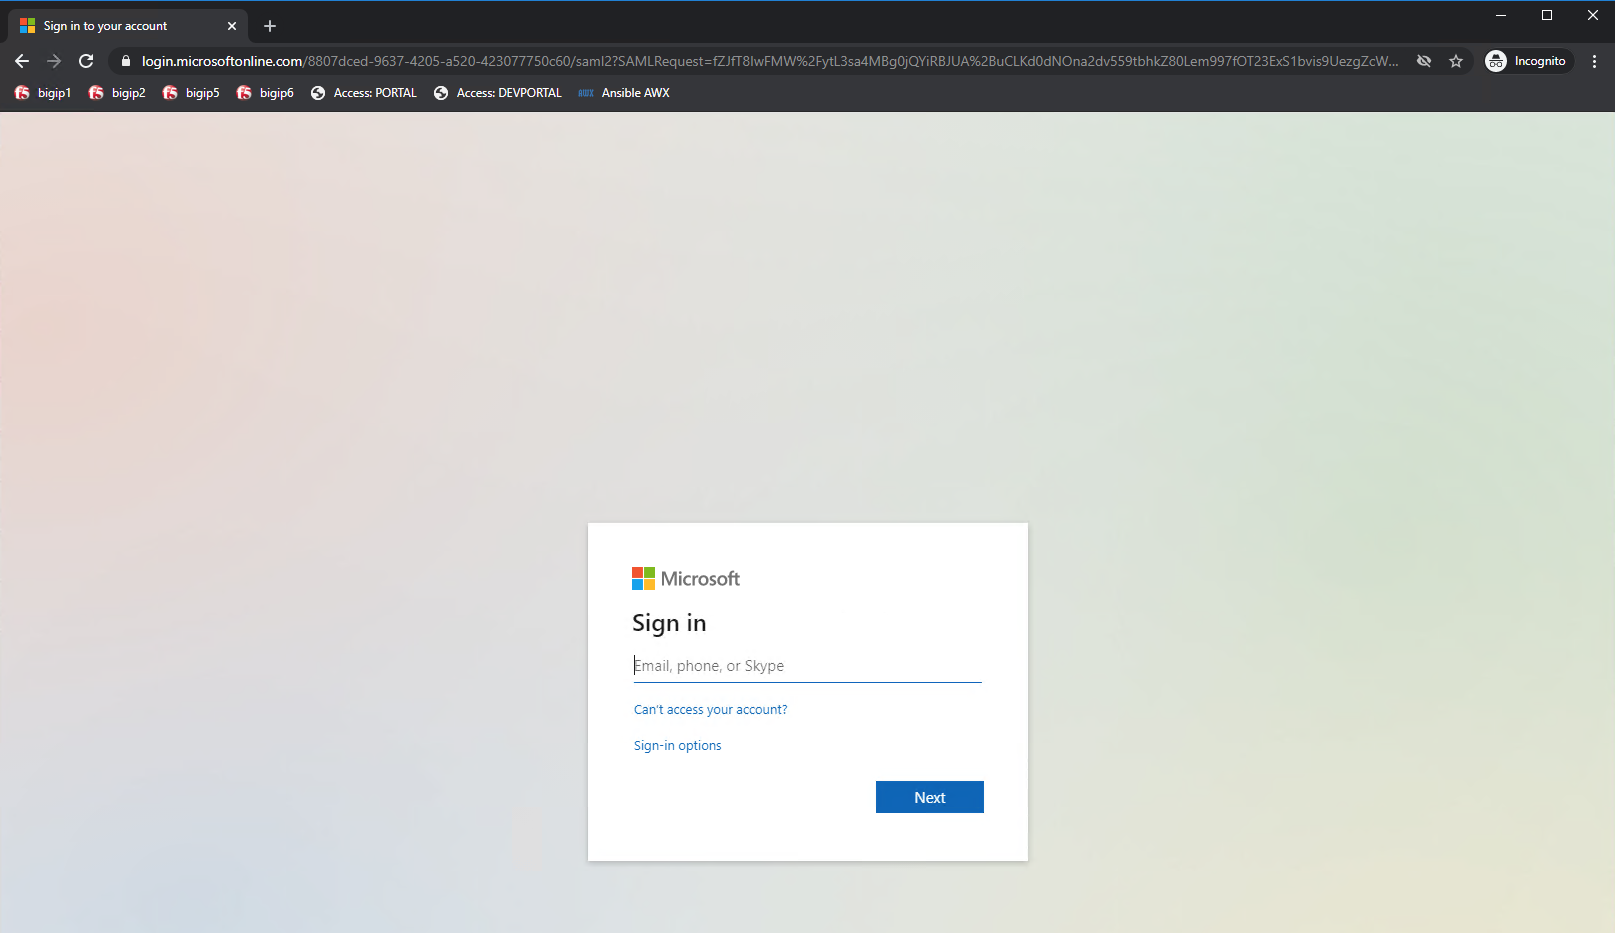 Sign in to your account
login.microsoftonline.com/8807dced-9637-4205-a520-423077750c60/saml2?SAMLRequest=fZJfT8IwFMW%2FytL3sa4MBg0jQYiRBJUA%2BuCLKd0dNOna2dv559tbhkZ80Lem997fOT23ExS1bvis9UezgZcW...
Incognito
bigip1 bigip2 bigip5 bigip6 Access: PORTAL Access: DEVPORTAL AWX Ansible AWX
Microsoft
Sign in
Email, phone, or Skype
Can't access your account?
Sign-in options
Next